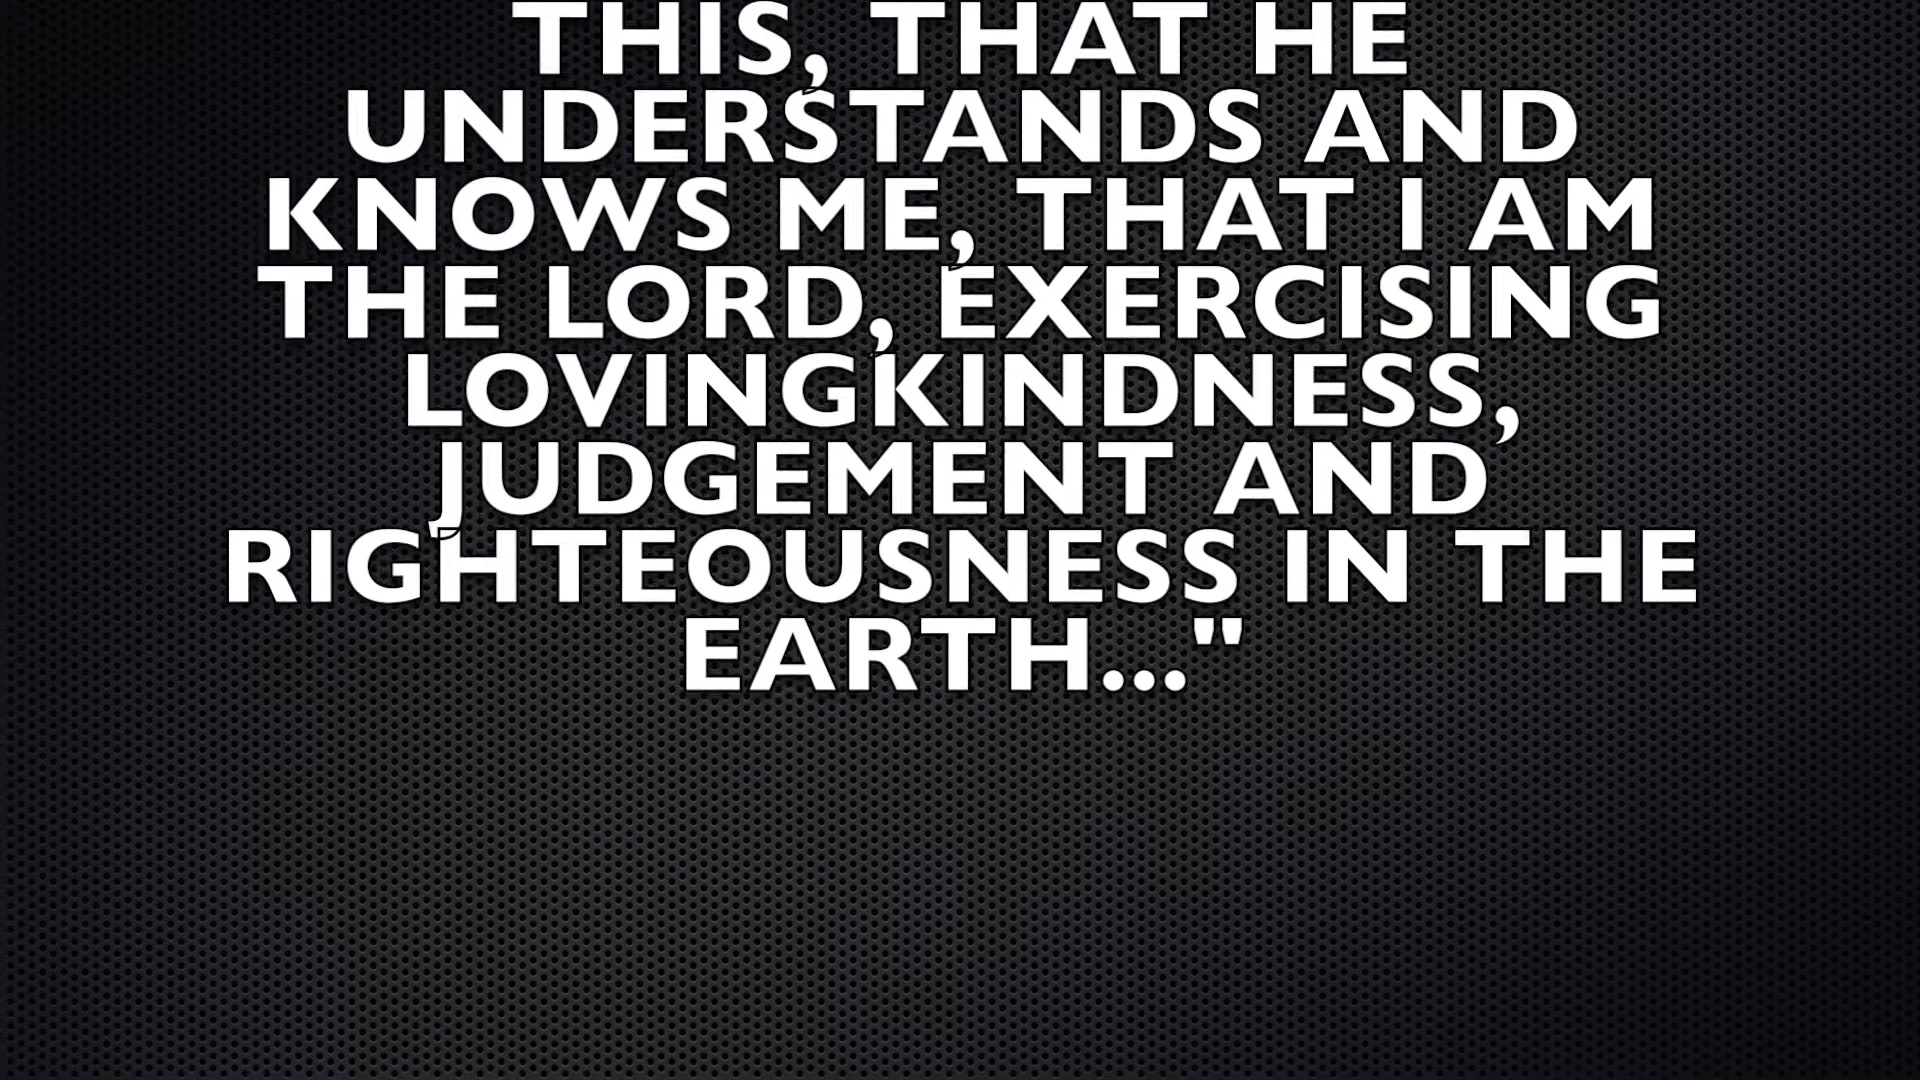 THIS, THAT HE
UNDERSTANDS AND
KNOWS ME, THAT I AM
THE LORD, EXERCISING
LOVINGKINDNESS,
JUDGEMENT AND
RIGHTEOUSNESS IN THE
EARTH..."